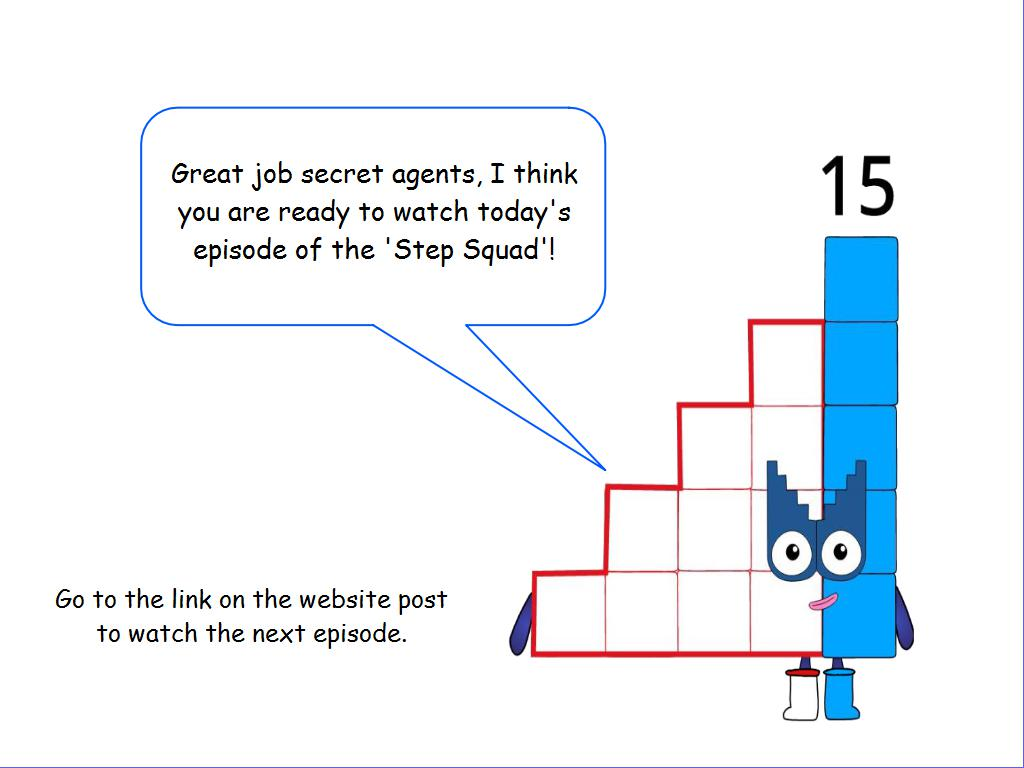 Great job secret agents, I think
you are ready to watch today's
episode of the 'Step Squad'!
15
Go to the link on the website post
to watch the next episode.